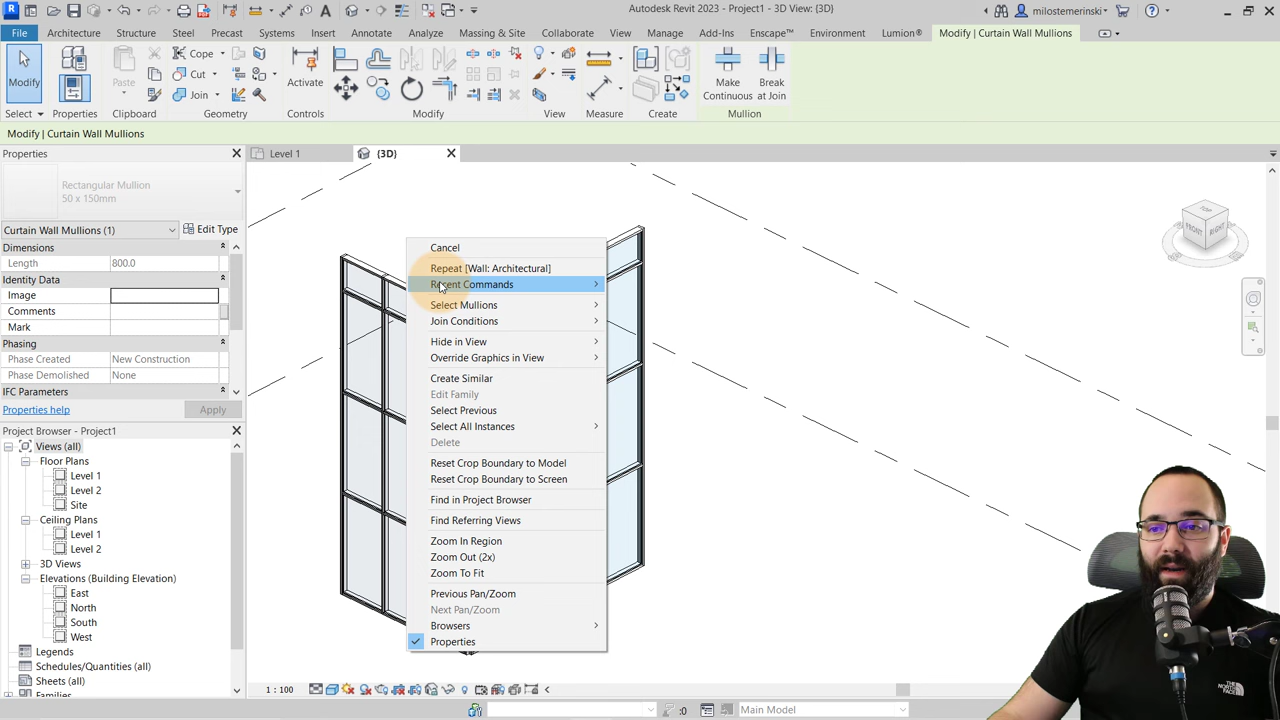 Autodesk Revit 2023 - Project1 - 3D View: {3D}
milostemerinski
File Architecture Structure Steel Precast Systems Insert Annotate Analyze Massing & Site Collaborate View Manage Add-Ins Enscape™ Environment Lumion® Modify | Curtain Wall Mullions
Modify Paste Cope Cut Join Activate Make Continuous Break at Join
Select Properties Clipboard Geometry Controls Modify View Measure Create Mullion
Modify | Curtain Wall Mullions
Properties
Level 1
{3D}
Rectangular Mullion
50 x 150mm
Curtain Wall Mullions (1)
Edit Type
Dimensions
Length 800.0
Identity Data
Image
Comments
Mark
Phasing
Phase Created New Construction
Phase Demolished None
IFC Parameters
Properties help
Apply
Project Browser - Project1
Views (all)
Floor Plans
Level 1
Level 2
Site
Ceiling Plans
Level 1
Level 2
3D Views
Elevations (Building Elevation)
East
North
South
West
Legends
Schedules/Quantities (all)
Sheets (all)
Families
Cancel
Repeat [Wall: Architectural]
Recent Commands
Select Mullions
Join Conditions
Hide in View
Override Graphics in View
Create Similar
Edit Family
Select Previous
Select All Instances
Delete
Reset Crop Boundary to Model
Reset Crop Boundary to Screen
Find in Project Browser
Find Referring Views
Zoom In Region
Zoom Out (2x)
Zoom To Fit
Previous Pan/Zoom
Next Pan/Zoom
Browsers
Properties
TOP
FRONT
RIGHT
1 : 100
:0
Main Model
THE NORTH FACE